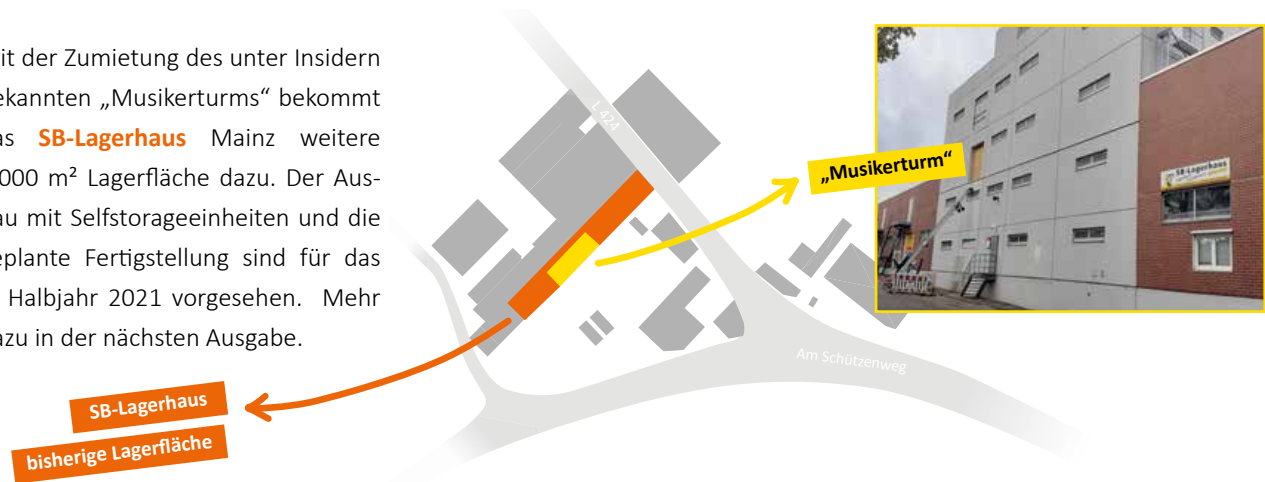 it der Zumietung des unter Insidern
ekannten „Musikerturms“ bekommt
as SB-Lagerhaus Mainz weitere
000 m² Lagerfläche dazu. Der Aus-
au mit Selfstorageeinheiten und die
eplante Fertigstellung sind für das
Halbjahr 2021 vorgesehen. Mehr
azu in der nächsten Ausgabe.
L 424
„Musikerturm“
SB-Lagerhaus
Am Schützenweg
SB-Lagerhaus
bisherige Lagerfläche